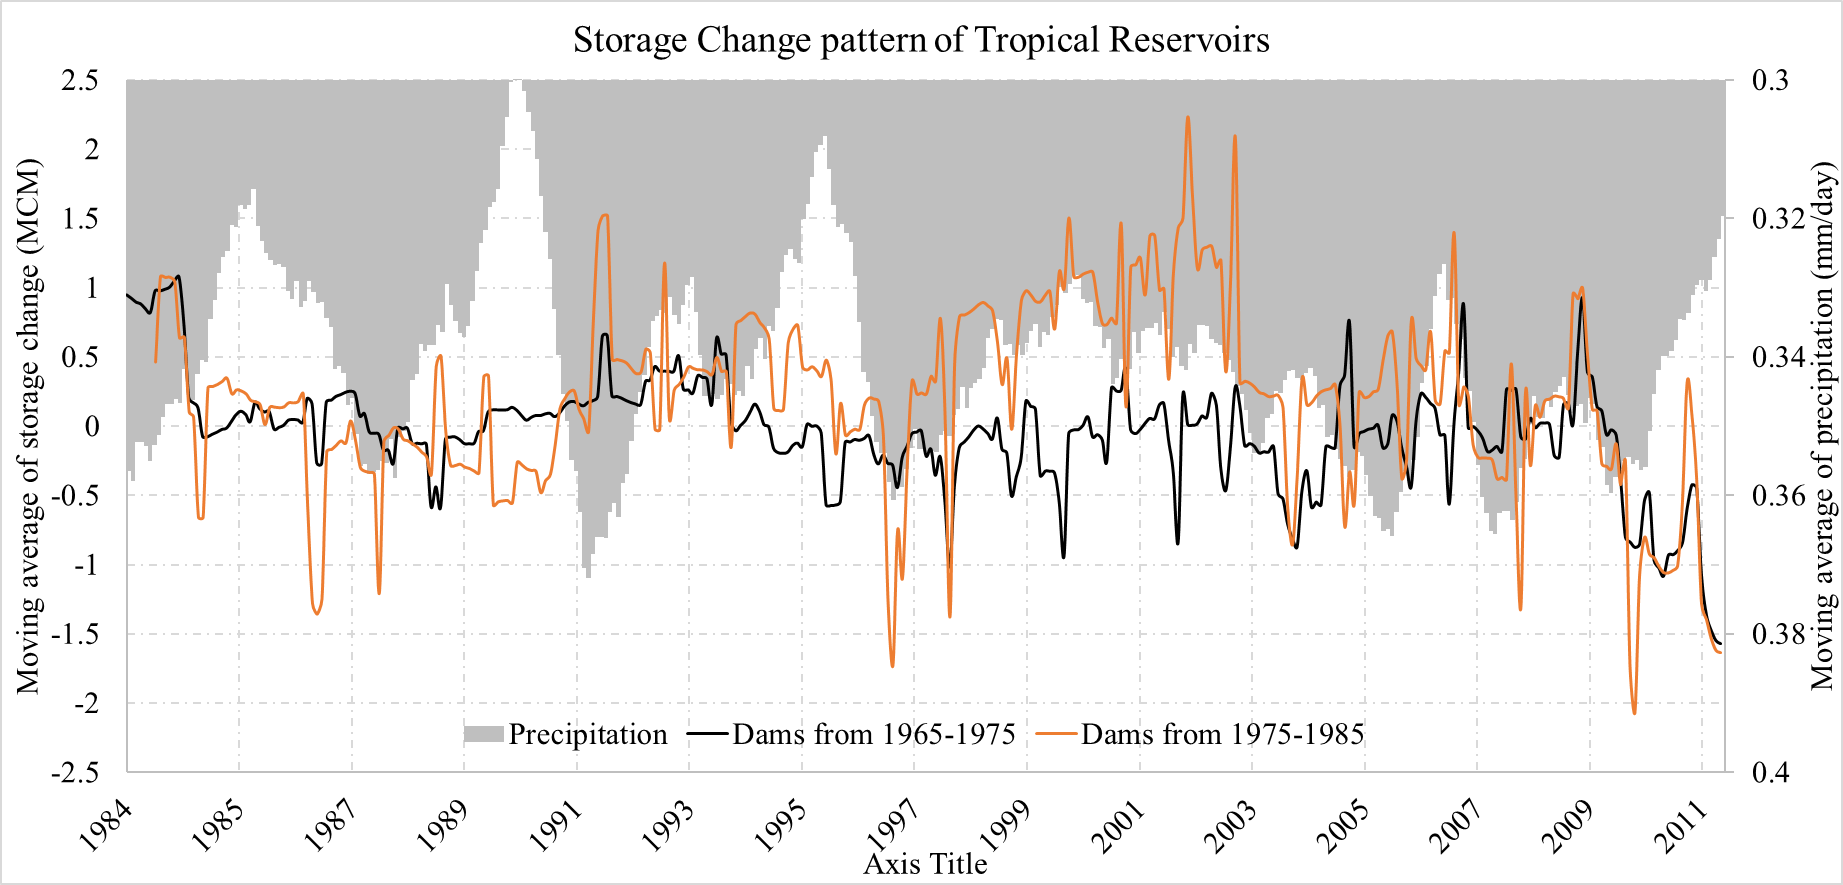 Storage Change pattern of Tropical Reservoirs
Moving average of storage change (MCM)
2.5
2
1.5
1
0.5
0
-0.5
-1
-1.5
-2
-2.5
0.3
0.32
0.34
0.36
0.38
0.4
Moving average of precipitation (mm/day)
Precipitation Dams from 1965-1975 Dams from 1975-1985
1984 1985 1987 1989 1991 1993 1995 1997 1999 2001 2003 2005 2007 2009 2011
Axis Title